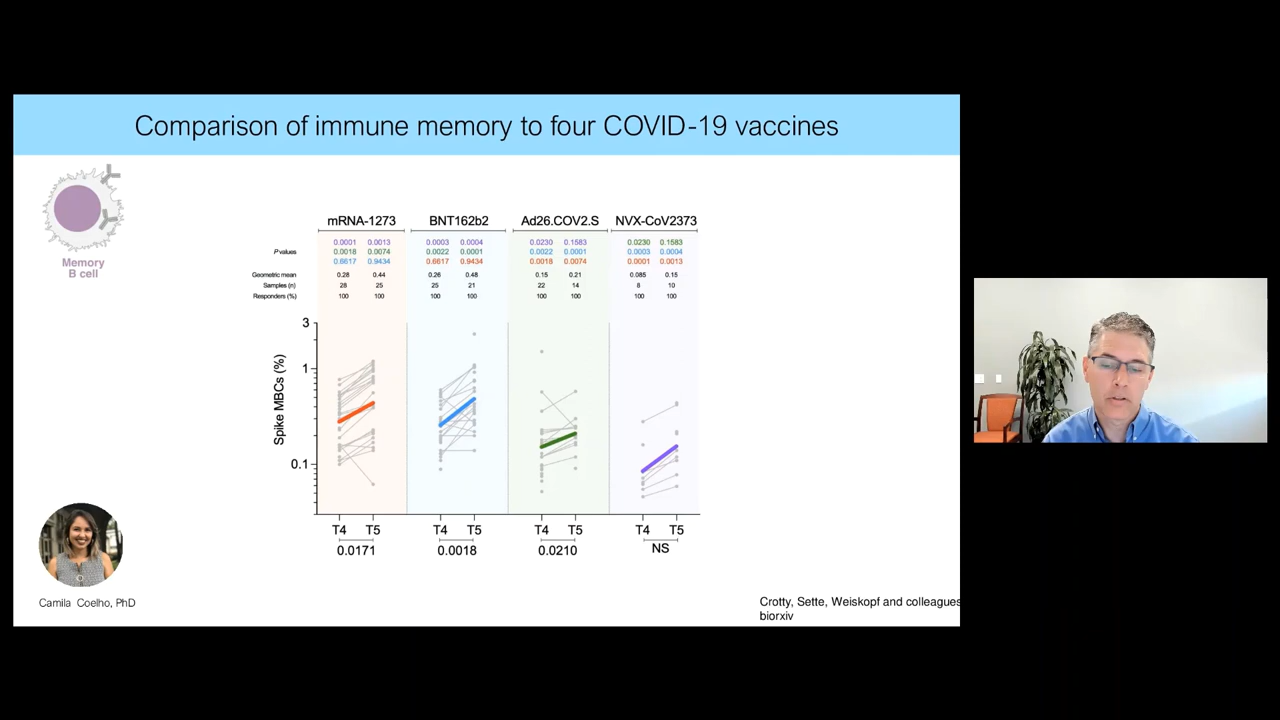 Comparison of immune memory to four COVID-19 vaccines
Memory
B cell
mRNA-1273 BNT162b2 Ad26.COV2.S NVX-CoV2373
0.0001 0.0013 0.0003 0.0004 0.0230 0.1583 0.0230 0.1583
P values 0.0018 0.0074 0.0022 0.0001 0.0022 0.0001 0.0003 0.0004
0.6617 0.9434 0.6617 0.9434 0.0018 0.0074 0.0001 0.0013
Geometric mean 0.28 0.44 0.26 0.48 0.15 0.21 0.085 0.15
Samples (n) 28 25 25 21 22 14 8 10
Responders (%) 100 100 100 100 100 100 100 100
3
1
0.1
Spike MBCs (%)
T4 T5 T4 T5 T4 T5 T4 T5
0.0171 0.0018 0.0210 NS
Camila Coelho, PhD
Crotty, Sette, Weiskopf and colleagues
biorxiv